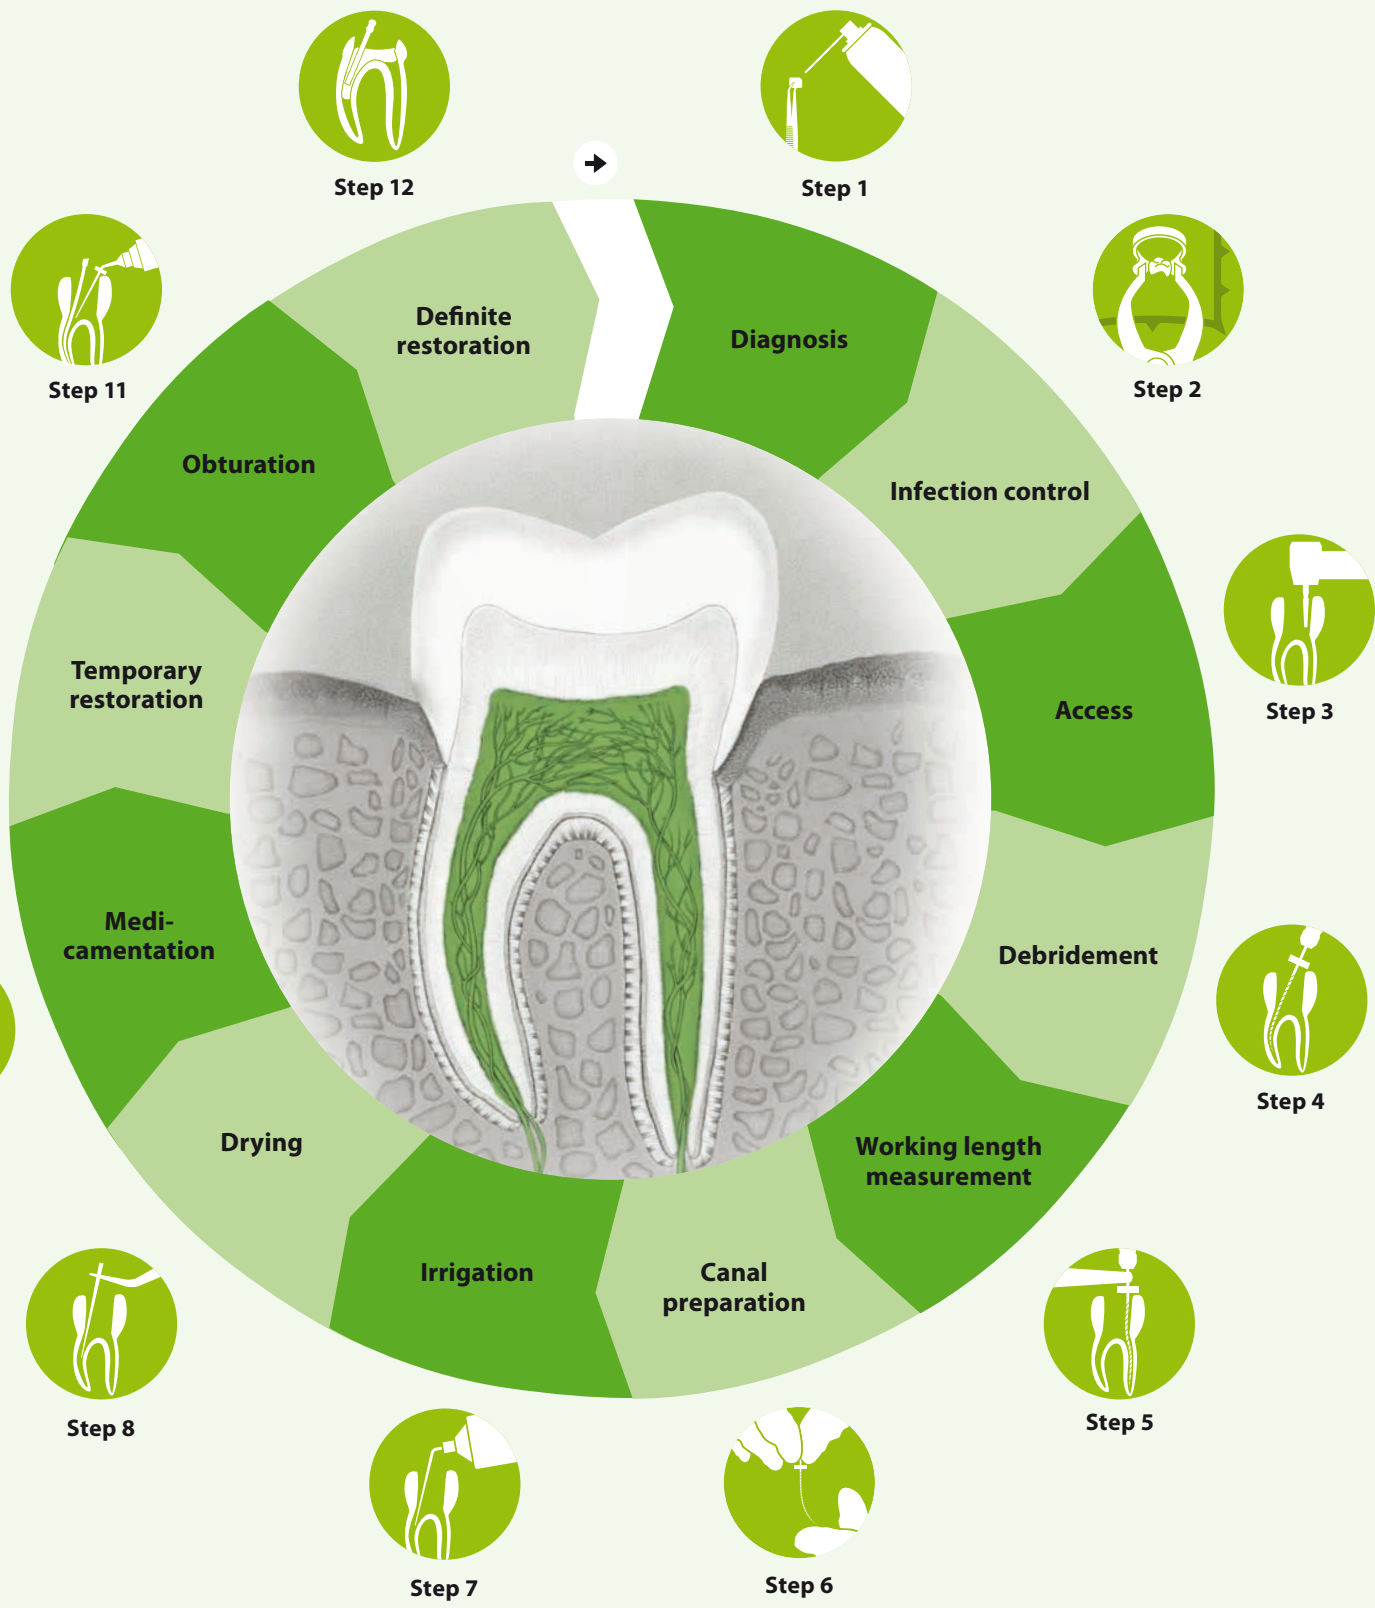 Step 12
Step 1
Step 11
Step 2
Definite
restoration
Diagnosis
Obturation
Infection control
Temporary
restoration
Access
Step 3
Medi-
camentation
Debridement
Step 4
Drying
Working length
measurement
Irrigation
Canal
preparation
Step 8
Step 5
Step 7
Step 6